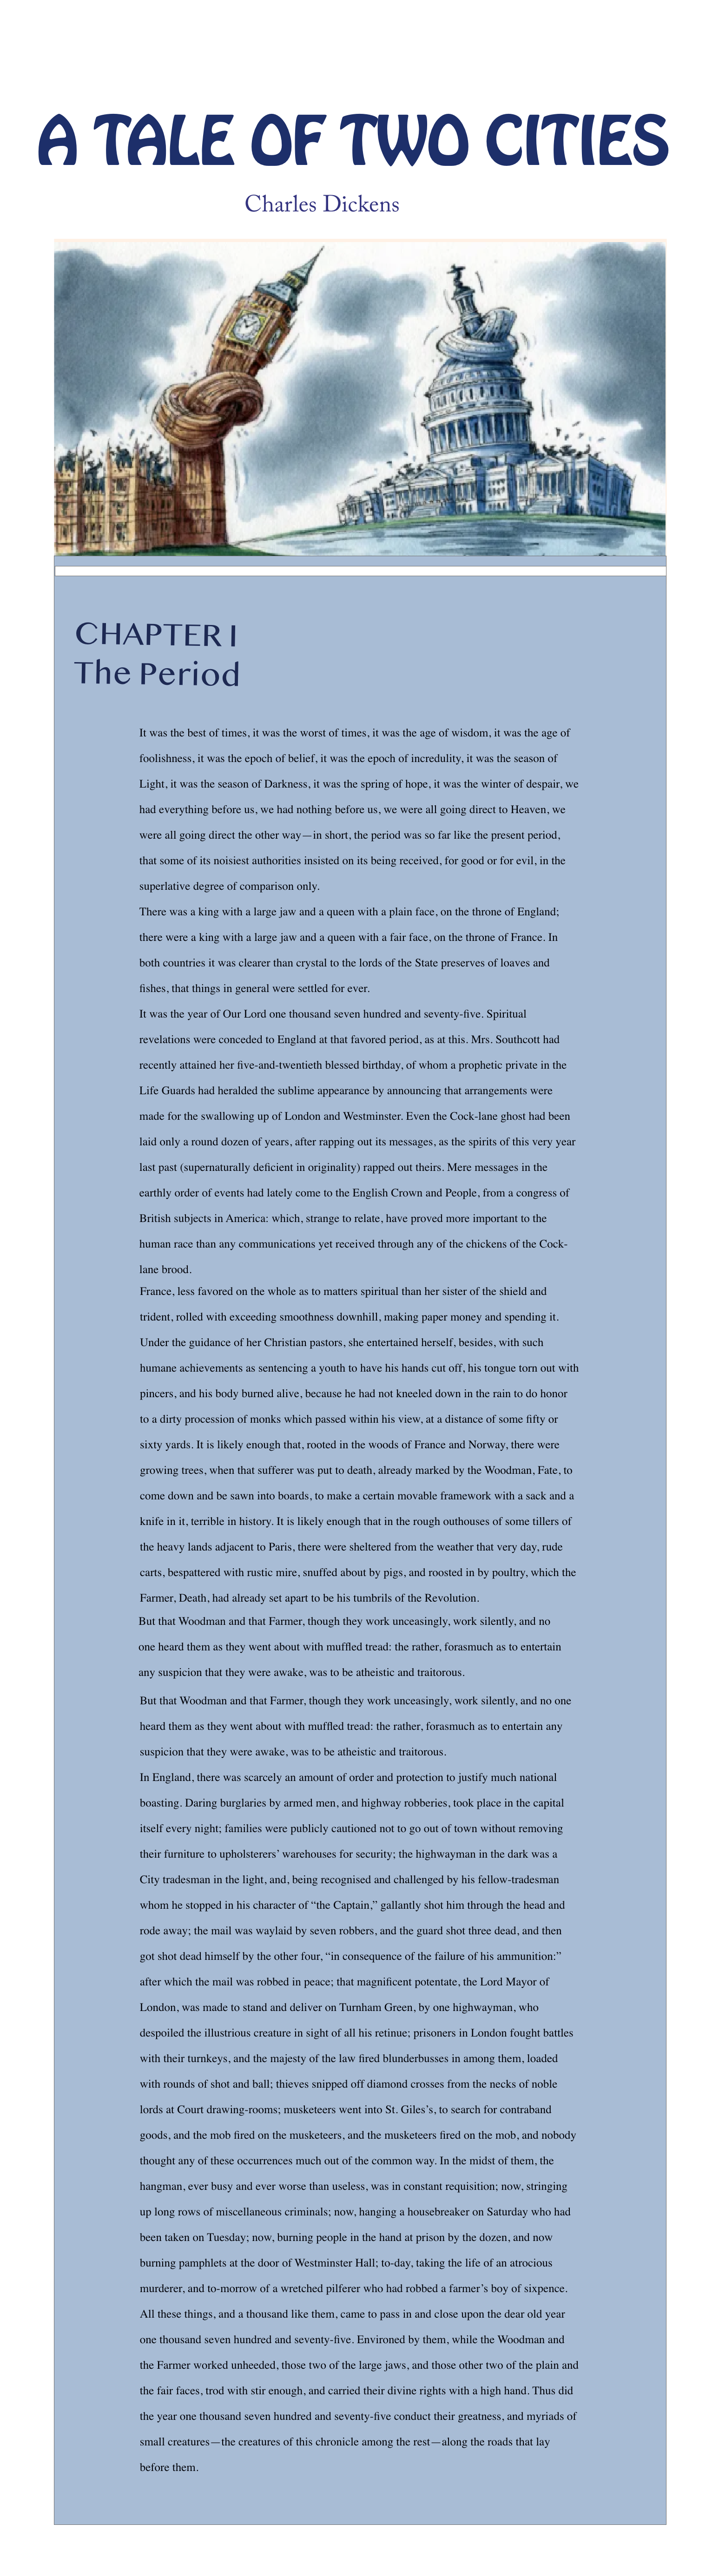 A TALE OF TWO CITIES
Charles Dickens
CHAPTER I
The Period
It was the best of times, it was the worst of times, it was the age of wisdom, it was the age of
foolishness, it was the epoch of belief, it was the epoch of incredulity, it was the season of
Light, it was the season of Darkness, it was the spring of hope, it was the winter of despair, we
had everything before us, we had nothing before us, we were all going direct to Heaven, we
were all going direct the other way—in short, the period was so far like the present period,
that some of its noisiest authorities insisted on its being received, for good or for evil, in the
superlative degree of comparison only.
There was a king with a large jaw and a queen with a plain face, on the throne of England;
there were a king with a large jaw and a queen with a fair face, on the throne of France. In
both countries it was clearer than crystal to the lords of the State preserves of loaves and
fishes, that things in general were settled for ever.
It was the year of Our Lord one thousand seven hundred and seventy-five. Spiritual
revelations were conceded to England at that favored period, as at this. Mrs. Southcott had
recently attained her five-and-twentieth blessed birthday, of whom a prophetic private in the
Life Guards had heralded the sublime appearance by announcing that arrangements were
made for the swallowing up of London and Westminster. Even the Cock-lane ghost had been
laid only a round dozen of years, after rapping out its messages, as the spirits of this very year
last past (supernaturally deficient in originality) rapped out theirs. Mere messages in the
earthly order of events had lately come to the English Crown and People, from a congress of
British subjects in America: which, strange to relate, have proved more important to the
human race than any communications yet received through any of the chickens of the Cock-
lane brood.
France, less favored on the whole as to matters spiritual than her sister of the shield and
trident, rolled with exceeding smoothness downhill, making paper money and spending it.
Under the guidance of her Christian pastors, she entertained herself, besides, with such
humane achievements as sentencing a youth to have his hands cut off, his tongue torn out with
pincers, and his body burned alive, because he had not kneeled down in the rain to do honor
to a dirty procession of monks which passed within his view, at a distance of some fifty or
sixty yards. It is likely enough that, rooted in the woods of France and Norway, there were
growing trees, when that sufferer was put to death, already marked by the Woodman, Fate, to
come down and be sawn into boards, to make a certain movable framework with a sack and a
knife in it, terrible in history. It is likely enough that in the rough outhouses of some tillers of
the heavy lands adjacent to Paris, there were sheltered from the weather that very day, rude
carts, bespattered with rustic mire, snuffed about by pigs, and roosted in by poultry, which the
Farmer, Death, had already set apart to be his tumbrils of the Revolution.
But that Woodman and that Farmer, though they work unceasingly, work silently, and no
one heard them as they went about with muffled tread: the rather, forasmuch as to entertain
any suspicion that they were awake, was to be atheistic and traitorous.
But that Woodman and that Farmer, though they work unceasingly, work silently, and no one
heard them as they went about with muffled tread: the rather, forasmuch as to entertain any
suspicion that they were awake, was to be atheistic and traitorous.
In England, there was scarcely an amount of order and protection to justify much national
boasting. Daring burglaries by armed men, and highway robberies, took place in the capital
itself every night; families were publicly cautioned not to go out of town without removing
their furniture to upholsterers’ warehouses for security; the highwayman in the dark was a
City tradesman in the light, and, being recognised and challenged by his fellow-tradesman
whom he stopped in his character of “the Captain,” gallantly shot him through the head and
rode away; the mail was waylaid by seven robbers, and the guard shot three dead, and then
got shot dead himself by the other four, “in consequence of the failure of his ammunition:”
after which the mail was robbed in peace; that magnificent potentate, the Lord Mayor of
London, was made to stand and deliver on Turnham Green, by one highwayman, who
despoiled the illustrious creature in sight of all his retinue; prisoners in London fought battles
with their turnkeys, and the majesty of the law fired blunderbusses in among them, loaded
with rounds of shot and ball; thieves snipped off diamond crosses from the necks of noble
lords at Court drawing-rooms; musketeers went into St. Giles’s, to search for contraband
goods, and the mob fired on the musketeers, and the musketeers fired on the mob, and nobody
thought any of these occurrences much out of the common way. In the midst of them, the
hangman, ever busy and ever worse than useless, was in constant requisition; now, stringing
up long rows of miscellaneous criminals; now, hanging a housebreaker on Saturday who had
been taken on Tuesday; now, burning people in the hand at prison by the dozen, and now
burning pamphlets at the door of Westminster Hall; to-day, taking the life of an atrocious
murderer, and to-morrow of a wretched pilferer who had robbed a farmer’s boy of sixpence.
All these things, and a thousand like them, came to pass in and close upon the dear old year
one thousand seven hundred and seventy-five. Environed by them, while the Woodman and
the Farmer worked unheeded, those two of the large jaws, and those other two of the plain and
the fair faces, trod with stir enough, and carried their divine rights with a high hand. Thus did
the year one thousand seven hundred and seventy-five conduct their greatness, and myriads of
small creatures—the creatures of this chronicle among the rest—along the roads that lay
before them.